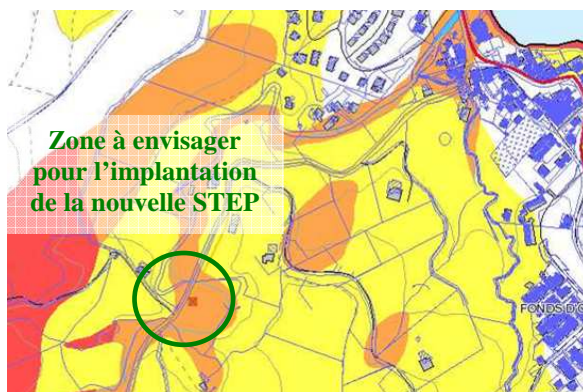 Zone à envisager
pour l’implantation
de la nouvelle STEP
FONDS D'O